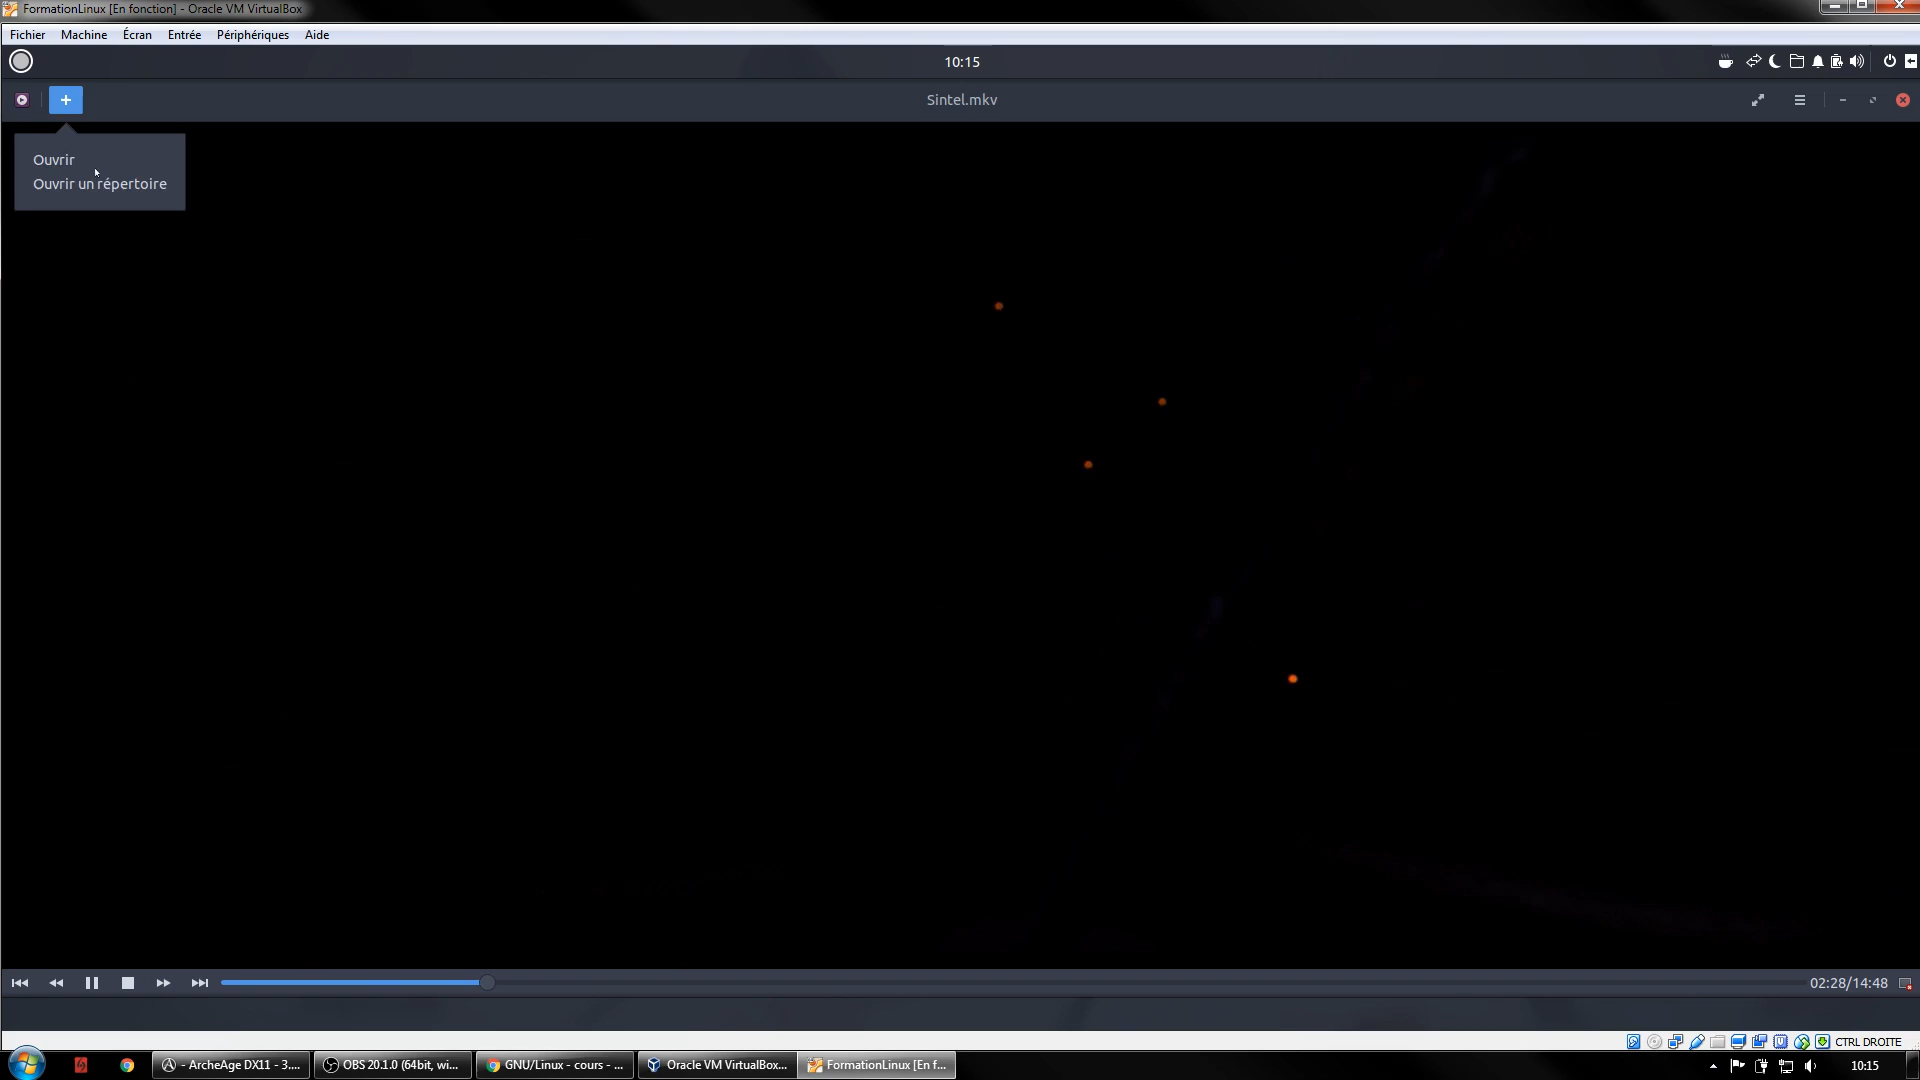 FormationLinux [En fonction] - Oracle VM VirtualBox
Fichier Machine Écran Entrée Périphériques Aide
10:15
Sintel.mkv
Ouvrir
Ouvrir un répertoire
02:28/14:48
CTRL DROITE
- ArcheAge DX11 - 3....
OBS 20.1.0 (64bit, wi...
GNU/Linux - cours - ...
Oracle VM VirtualBox...
FormationLinux [En f...
10:15